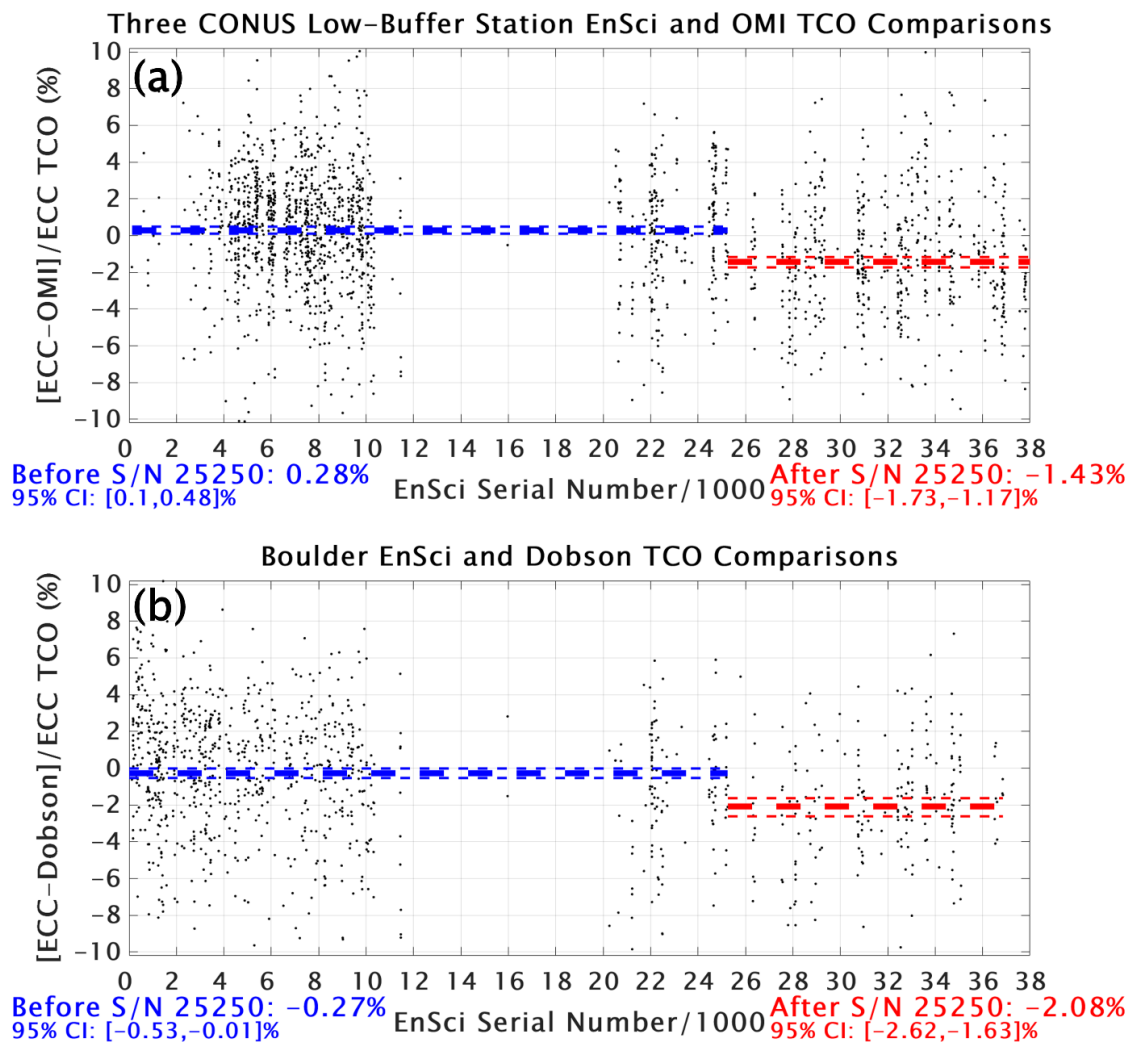 Three CONUS Low−Buffer Station EnSci and OMI TCO Comparisons
(a)
[ECC−OMI]/ECC TCO (%)
10
8
6
4
2
0
−2
−4
−6
−8
−10
0 2 4 6 8 10 12 14 16 18 20 22 24 26 28 30 32 34 36 38
EnSci Serial Number/1000
Before S/N 25250: 0.28%
95% CI: [0.1,0.48]%
After S/N 25250: −1.43%
95% CI: [−1.73,−1.17]%
Boulder EnSci and Dobson TCO Comparisons
(b)
[ECC−Dobson]/ECC TCO (%)
10
8
6
4
2
0
−2
−4
−6
−8
−10
0 2 4 6 8 10 12 14 16 18 20 22 24 26 28 30 32 34 36 38
EnSci Serial Number/1000
Before S/N 25250: −0.27%
95% CI: [−0.53,−0.01]%
After S/N 25250: −2.08%
95% CI: [−2.62,−1.63]%